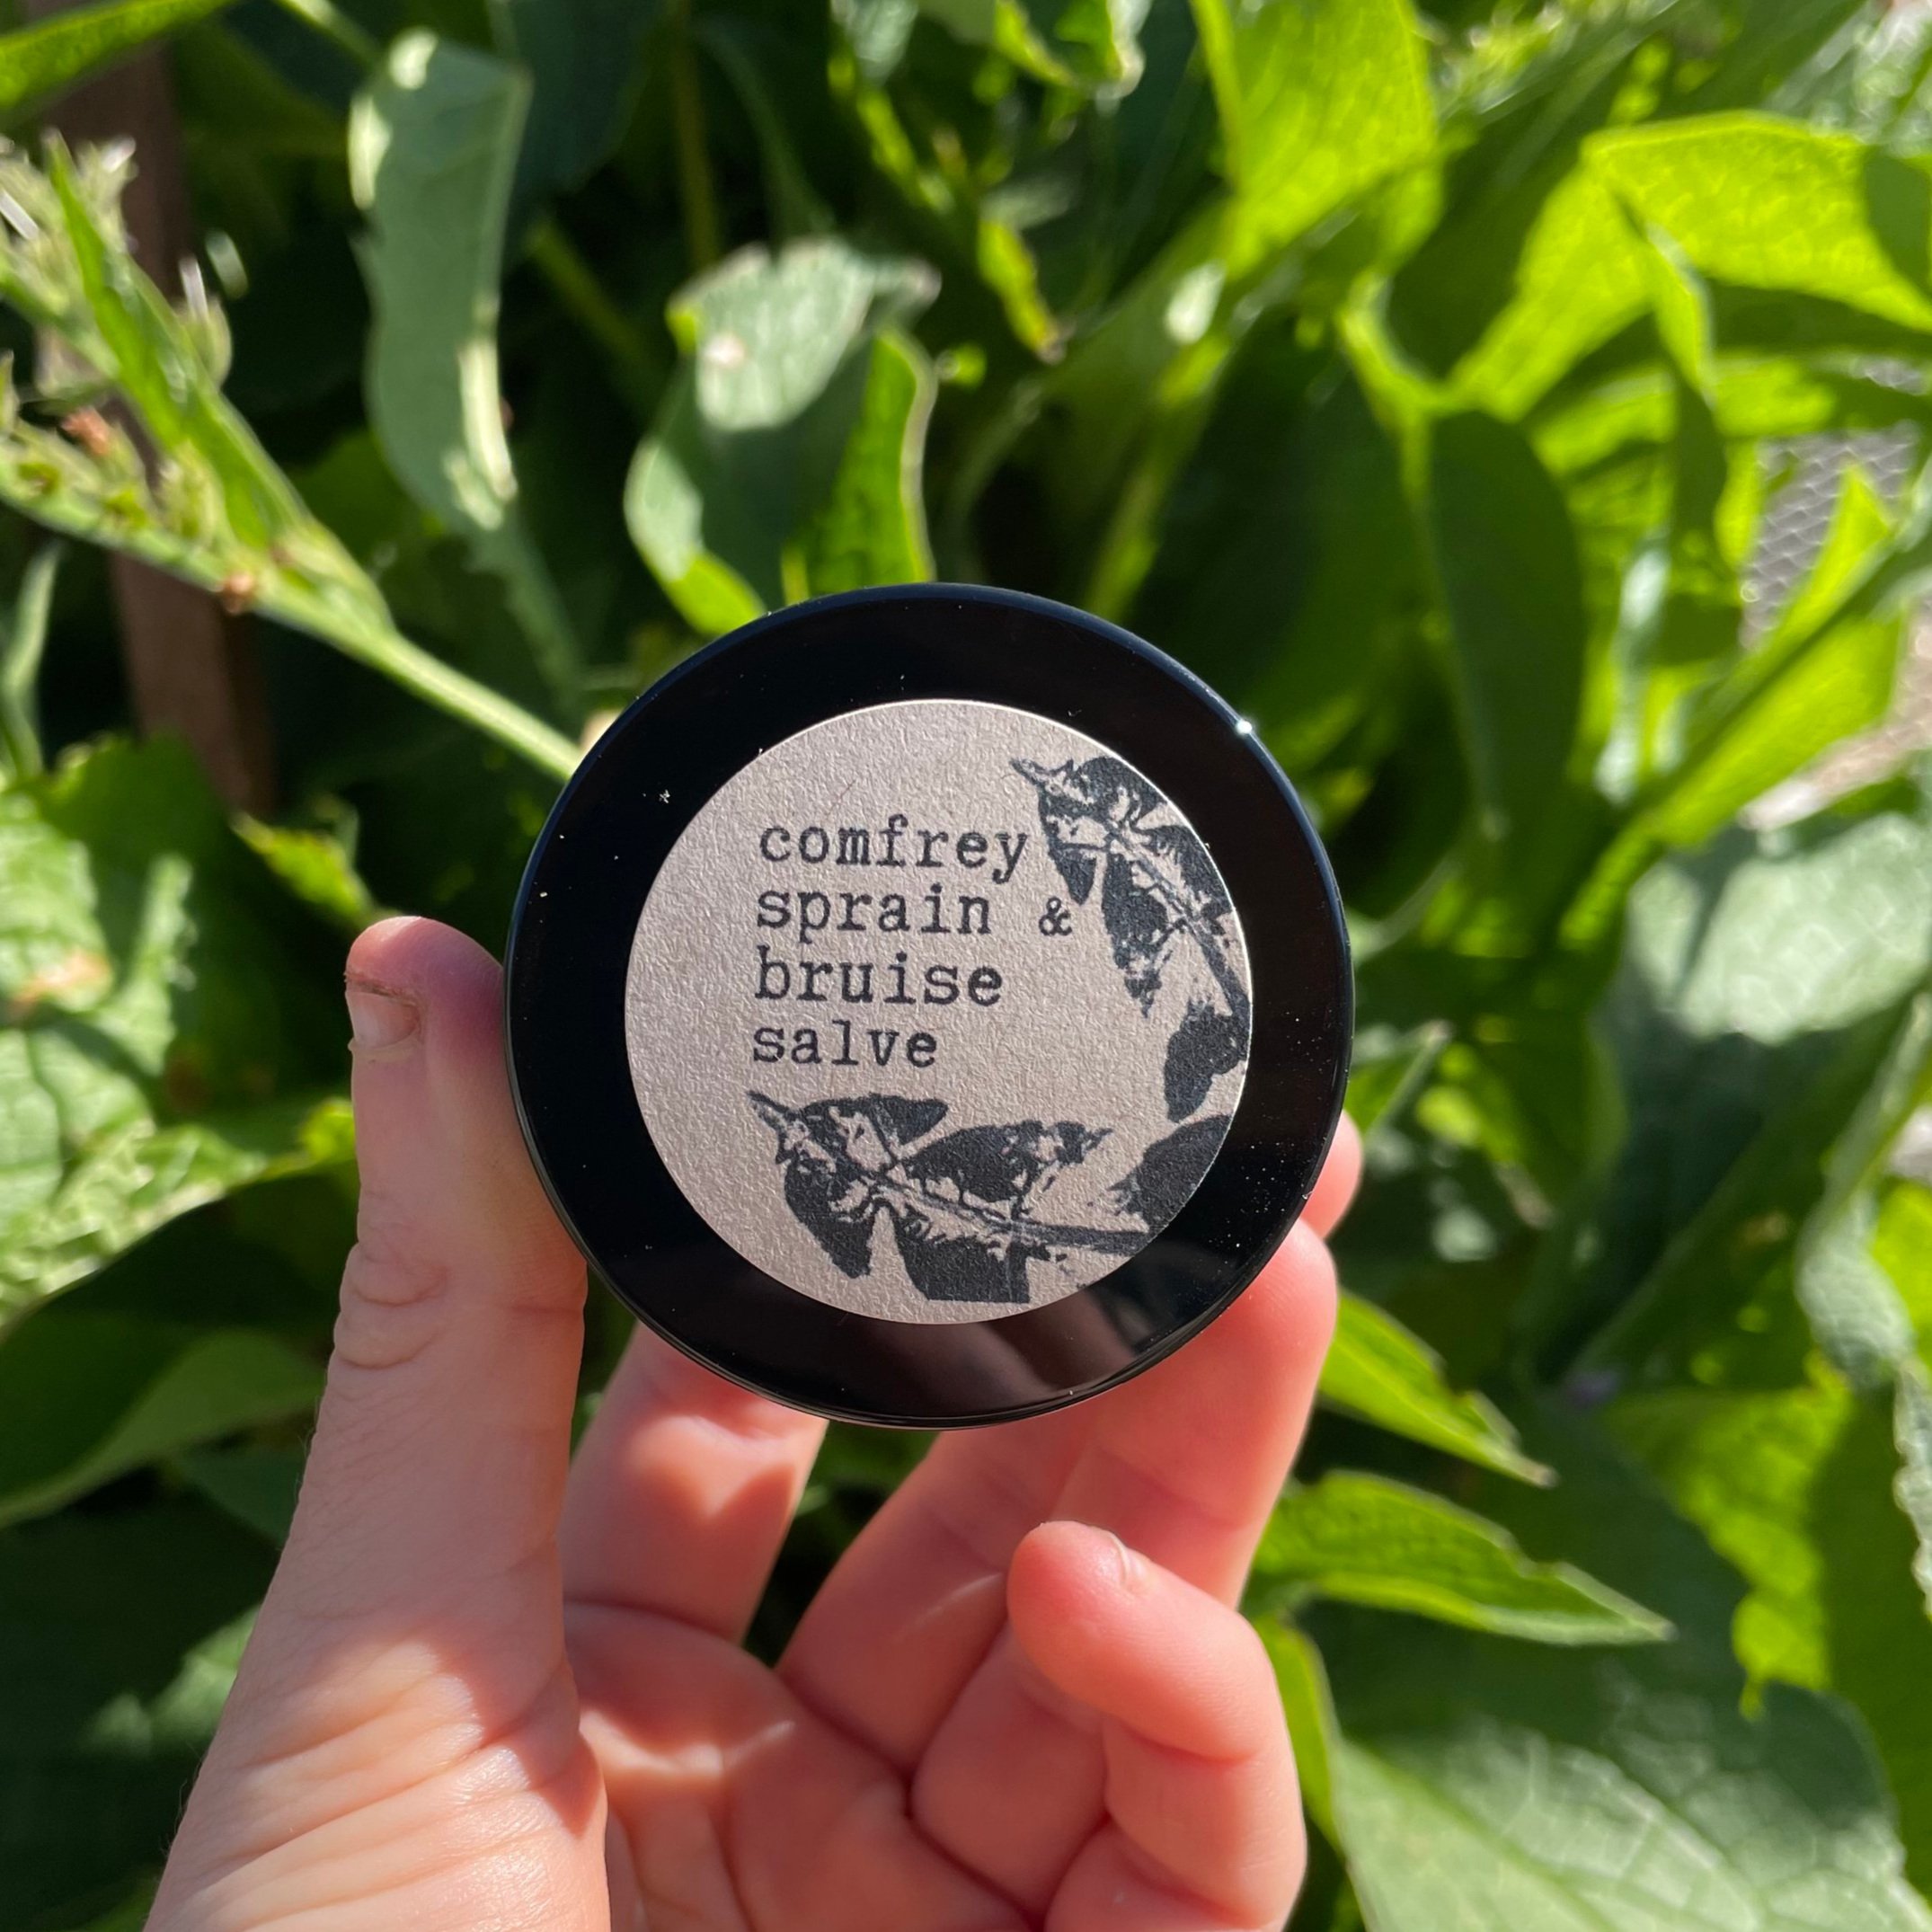 comfrey
sprain &
bruise
salve